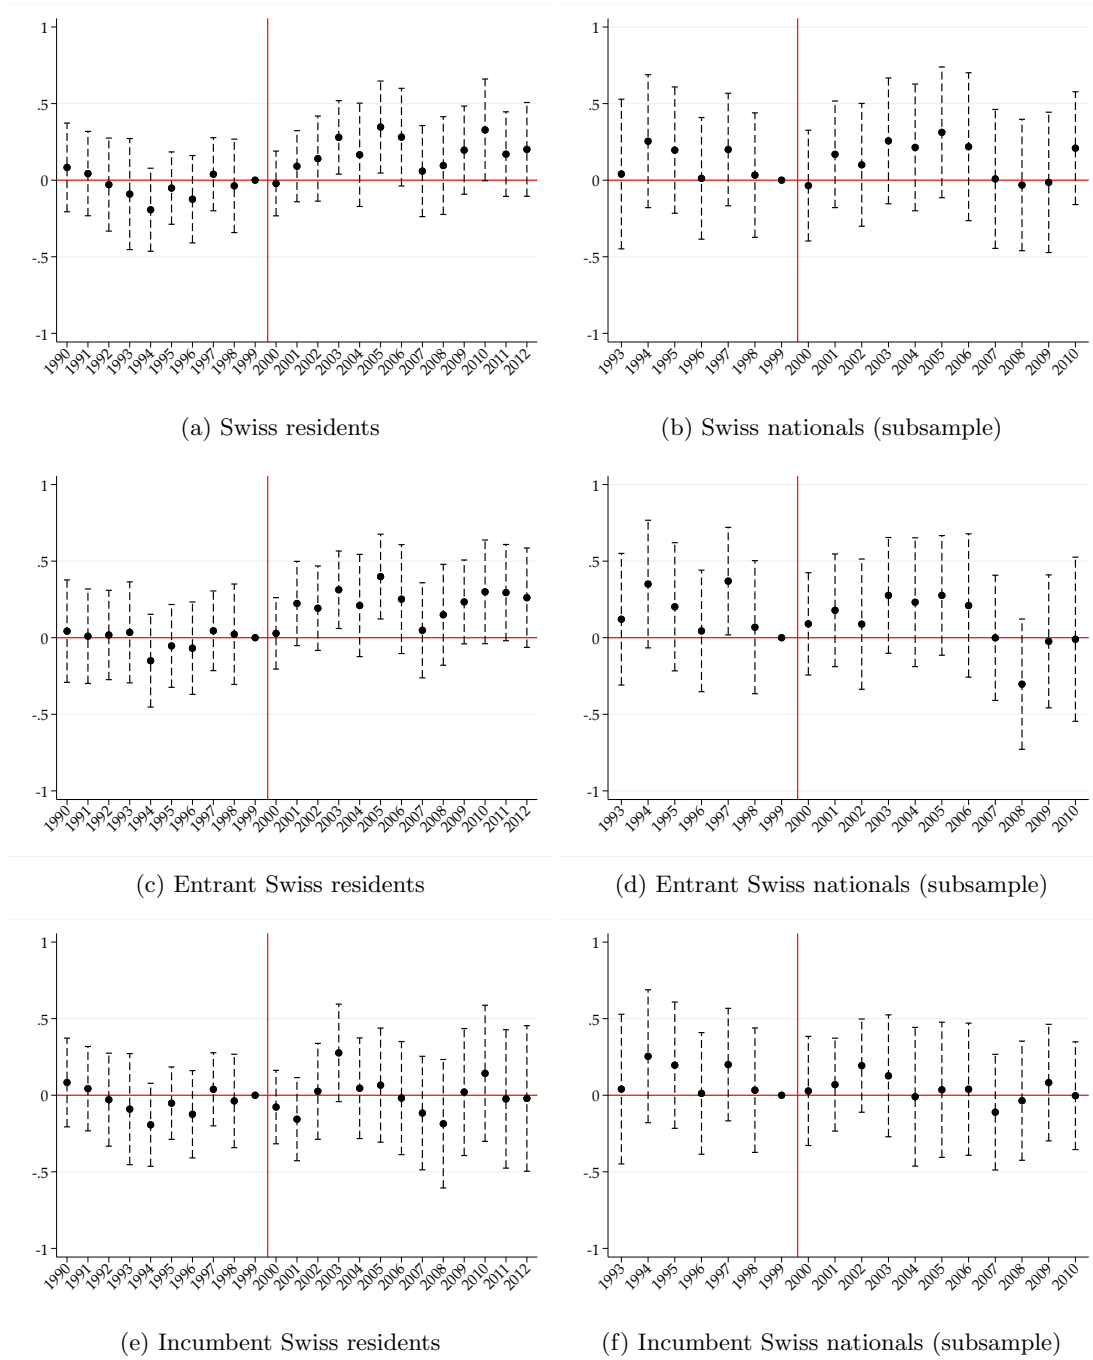 1
.5
0
-.5
-1
1990 1991 1992 1993 1994 1995 1996 1997 1998 1999 2000 2001 2002 2003 2004 2005 2006 2007 2008 2009 2010 2011 2012
(a) Swiss residents
1
.5
0
-.5
-1
1993 1994 1995 1996 1997 1998 1999 2000 2001 2002 2003 2004 2005 2006 2007 2008 2009 2010
(b) Swiss nationals (subsample)
1
.5
0
-.5
-1
1990 1991 1992 1993 1994 1995 1996 1997 1998 1999 2000 2001 2002 2003 2004 2005 2006 2007 2008 2009 2010 2011 2012
(c) Entrant Swiss residents
1
.5
0
-.5
-1
1993 1994 1995 1996 1997 1998 1999 2000 2001 2002 2003 2004 2005 2006 2007 2008 2009 2010
(d) Entrant Swiss nationals (subsample)
1
.5
0
-.5
-1
1990 1991 1992 1993 1994 1995 1996 1997 1998 1999 2000 2001 2002 2003 2004 2005 2006 2007 2008 2009 2010 2011 2012
(e) Incumbent Swiss residents
1
.5
0
-.5
-1
1993 1994 1995 1996 1997 1998 1999 2000 2001 2002 2003 2004 2005 2006 2007 2008 2009 2010
(f) Incumbent Swiss nationals (subsample)